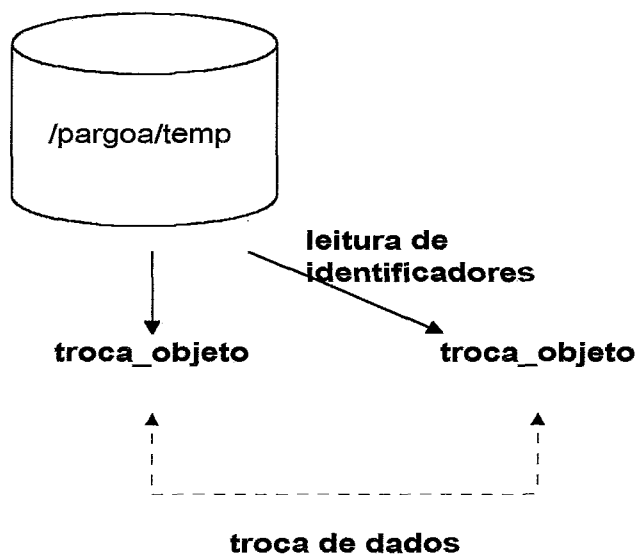 /pargoa/temp
leitura de
identificadores
troca_objeto
troca_objeto
troca de dados